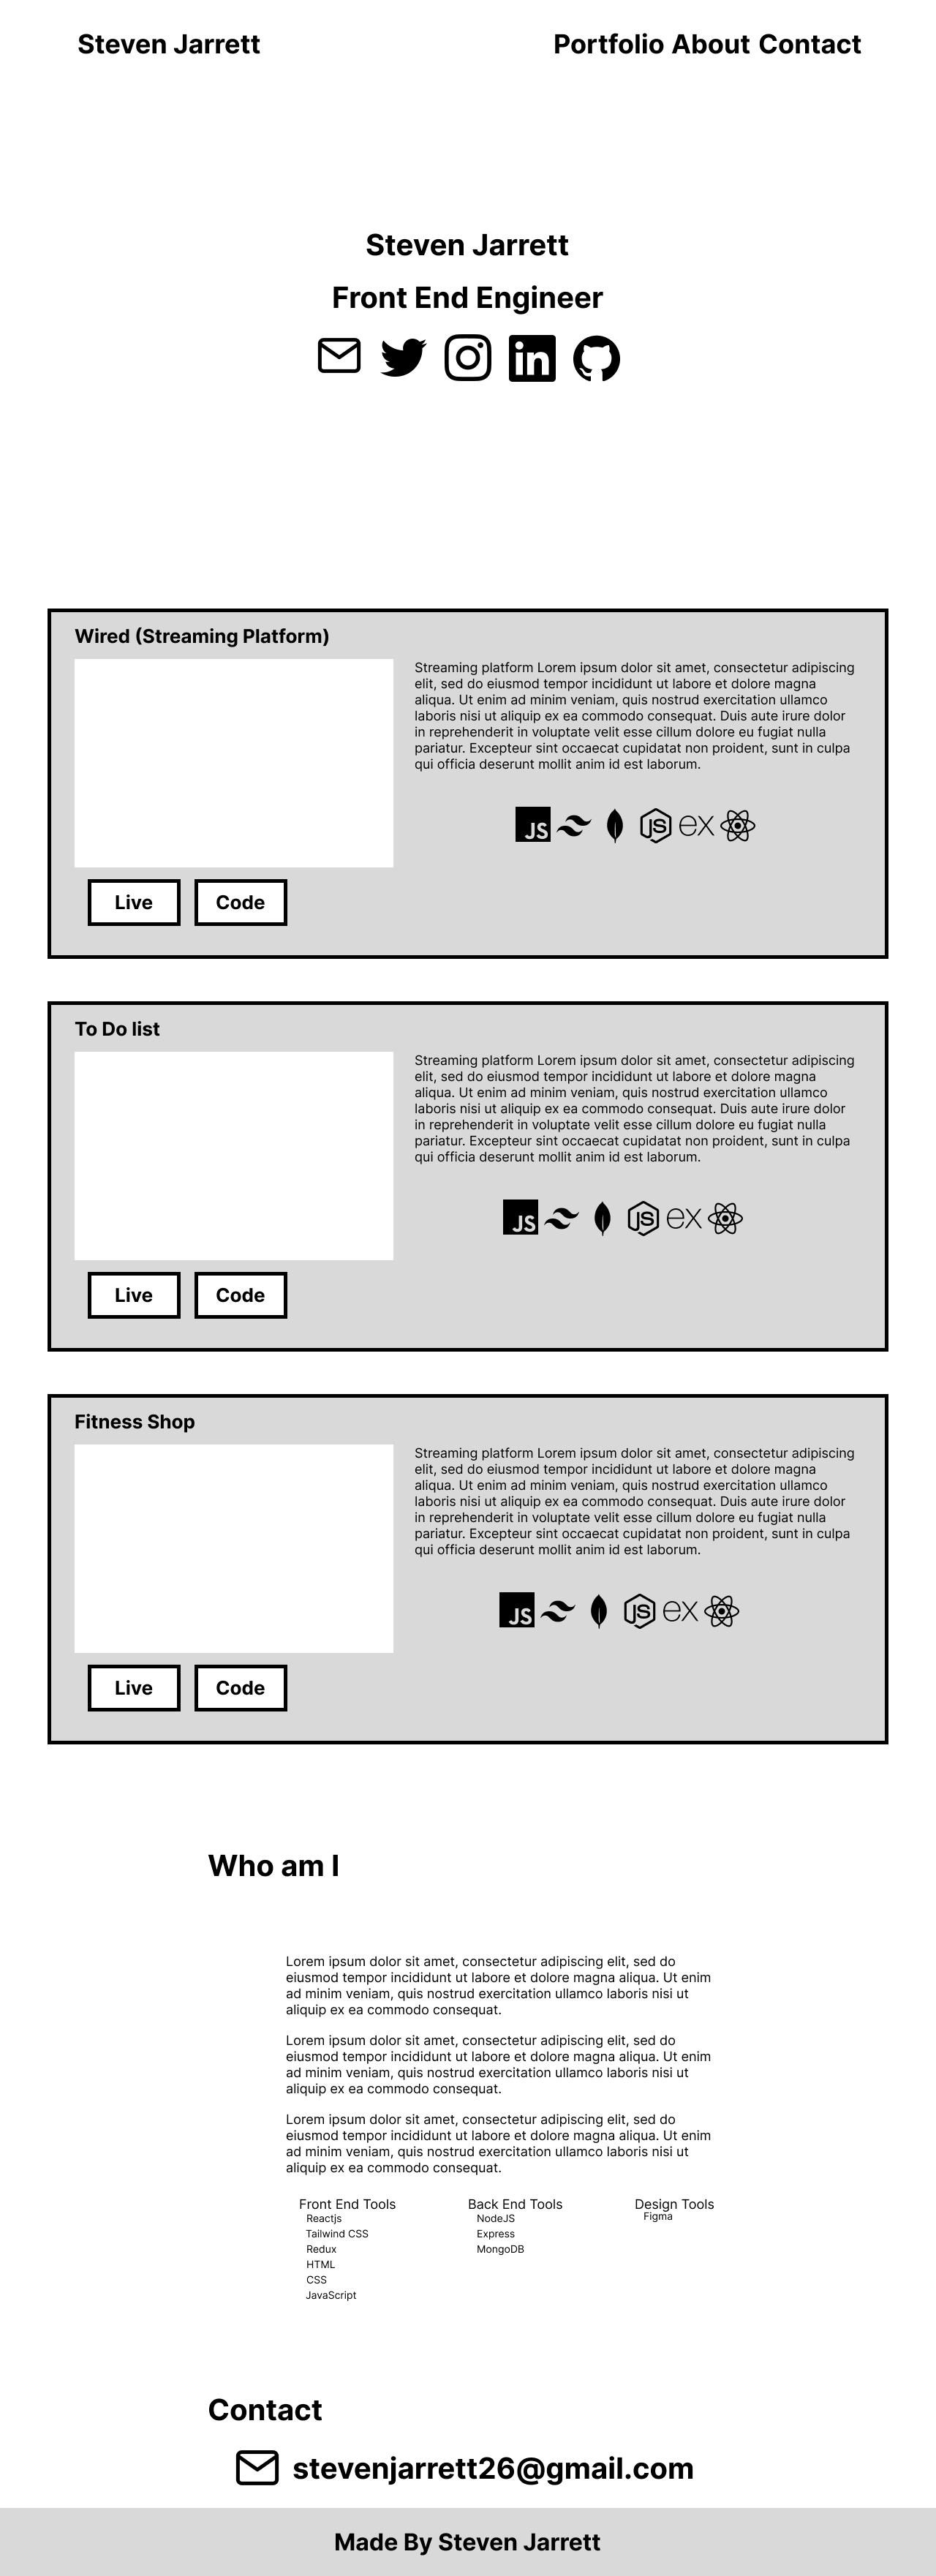 Steven Jarrett
Portfolio About Contact
Steven Jarrett
Front End Engineer
in
Wired (Streaming Platform)
Streaming platform Lorem ipsum dolor sit amet, consectetur adipiscing
elit, sed do eiusmod tempor incididunt ut labore et dolore magna
aliqua. Ut enim ad minim veniam, quis nostrud exercitation ullamco
laboris nisi ut aliquip ex ea commodo consequat. Duis aute irure dolor
in reprehenderit in voluptate velit esse cillum dolore eu fugiat nulla
pariatur. Excepteur sint occaecat cupidatat non proident, sunt in culpa
qui officia deserunt mollit anim id est laborum.
JS JS ex
Live Code
To Do list
Streaming platform Lorem ipsum dolor sit amet, consectetur adipiscing
elit, sed do eiusmod tempor incididunt ut labore et dolore magna
aliqua. Ut enim ad minim veniam, quis nostrud exercitation ullamco
laboris nisi ut aliquip ex ea commodo consequat. Duis aute irure dolor
in reprehenderit in voluptate velit esse cillum dolore eu fugiat nulla
pariatur. Excepteur sint occaecat cupidatat non proident, sunt in culpa
qui officia deserunt mollit anim id est laborum.
JS JS ex
Live Code
Fitness Shop
Streaming platform Lorem ipsum dolor sit amet, consectetur adipiscing
elit, sed do eiusmod tempor incididunt ut labore et dolore magna
aliqua. Ut enim ad minim veniam, quis nostrud exercitation ullamco
laboris nisi ut aliquip ex ea commodo consequat. Duis aute irure dolor
in reprehenderit in voluptate velit esse cillum dolore eu fugiat nulla
pariatur. Excepteur sint occaecat cupidatat non proident, sunt in culpa
qui officia deserunt mollit anim id est laborum.
JS JS ex
Live Code
Who am I
Lorem ipsum dolor sit amet, consectetur adipiscing elit, sed do
eiusmod tempor incididunt ut labore et dolore magna aliqua. Ut enim
ad minim veniam, quis nostrud exercitation ullamco laboris nisi ut
aliquip ex ea commodo consequat.
Lorem ipsum dolor sit amet, consectetur adipiscing elit, sed do
eiusmod tempor incididunt ut labore et dolore magna aliqua. Ut enim
ad minim veniam, quis nostrud exercitation ullamco laboris nisi ut
aliquip ex ea commodo consequat.
Lorem ipsum dolor sit amet, consectetur adipiscing elit, sed do
eiusmod tempor incididunt ut labore et dolore magna aliqua. Ut enim
ad minim veniam, quis nostrud exercitation ullamco laboris nisi ut
aliquip ex ea commodo consequat.
Front End Tools
Reactjs
Tailwind CSS
Redux
HTML
CSS
JavaScript
Back End Tools
NodeJS
Express
MongoDB
Design Tools
Figma
Contact
stevenjarrett26@gmail.com
Made By Steven Jarrett